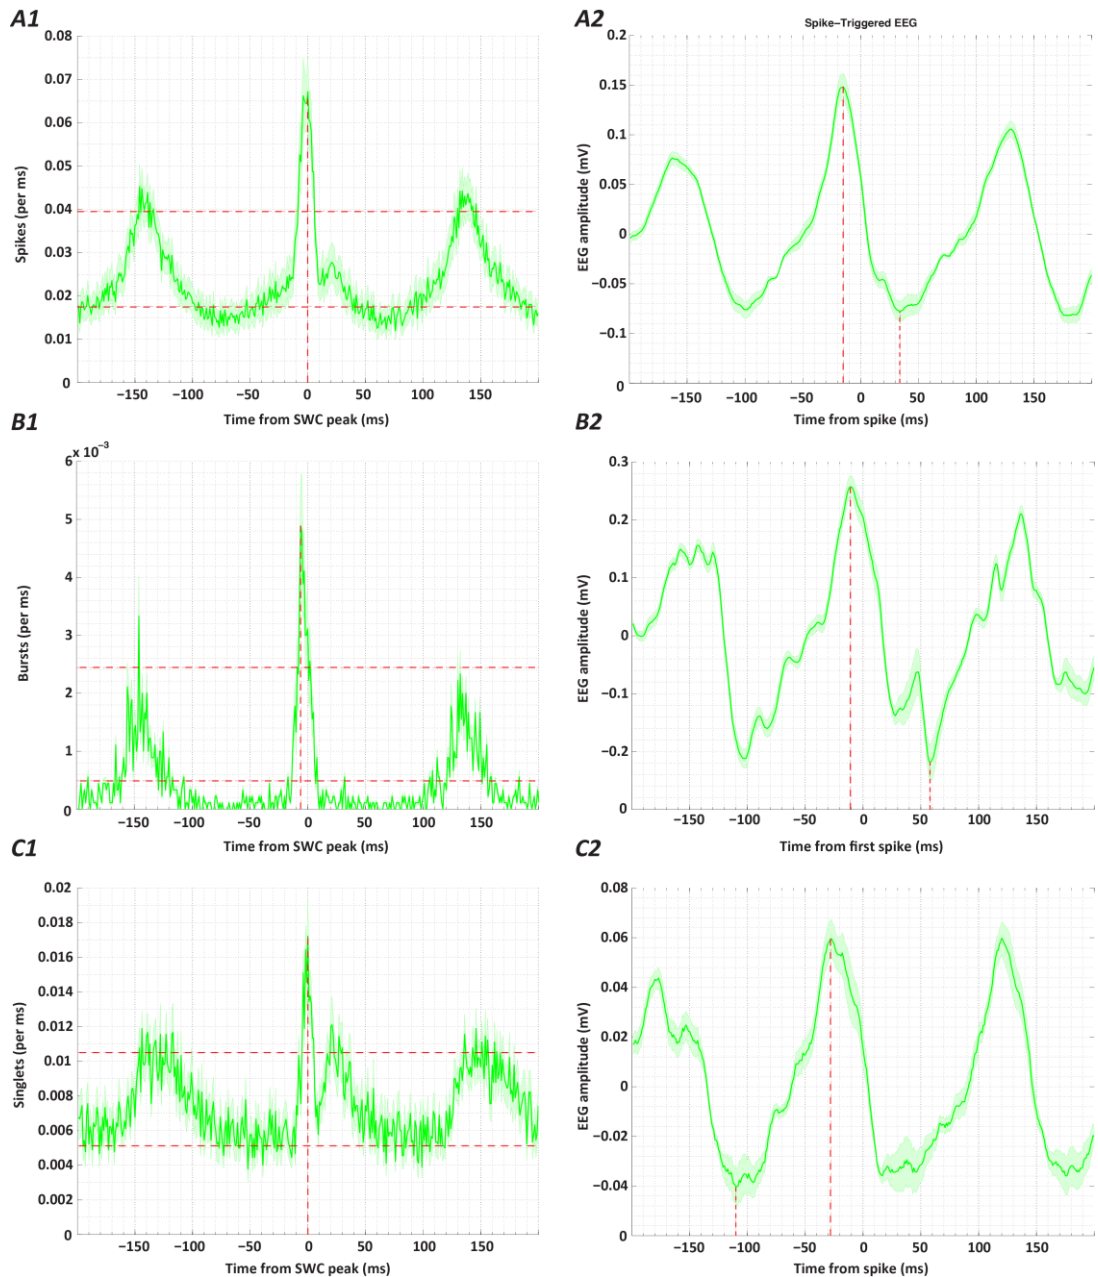 A1
0.08
0.07
0.06
0.05
0.04
0.03
0.02
0.01
0
Spikes (per ms)
−150 −100 −50 0 50 100 150
Time from SWC peak (ms)
A2
Spike−Triggered EEG
0.2
0.15
0.1
0.05
0
−0.05
−0.1
0
EEG amplitude (mV)
−150 −100 −50 0 50 100 150
Time from spike (ms)
B1
x 10−3
6
5
4
3
2
1
0
Bursts (per ms)
−150 −100 −50 0 50 100 150
Time from SWC peak (ms)
B2
0.3
0.2
0.1
0
−0.1
−0.2
0
EEG amplitude (mV)
−150 −100 −50 0 50 100 150
Time from first spike (ms)
C1
0.02
0.018
0.016
0.014
0.012
0.01
0.008
0.006
0.004
0.002
0
Singlets (per ms)
−150 −100 −50 0 50 100 150
Time from SWC peak (ms)
C2
0.08
0.06
0.04
0.02
0
−0.02
−0.04
0
EEG amplitude (mV)
−150 −100 −50 0 50 100 150
Time from spike (ms)